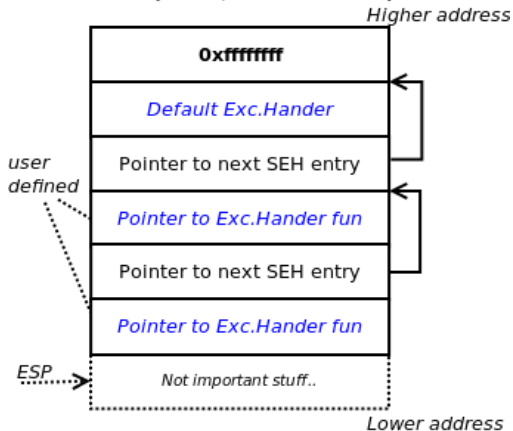 Higher address
0xffffffff
Default Exc.Hander
Pointer to next SEH entry
user
defined
Pointer to Exc.Hander fun
Pointer to next SEH entry
Pointer to Exc.Hander fun
ESP
Not important stuff..
Lower address